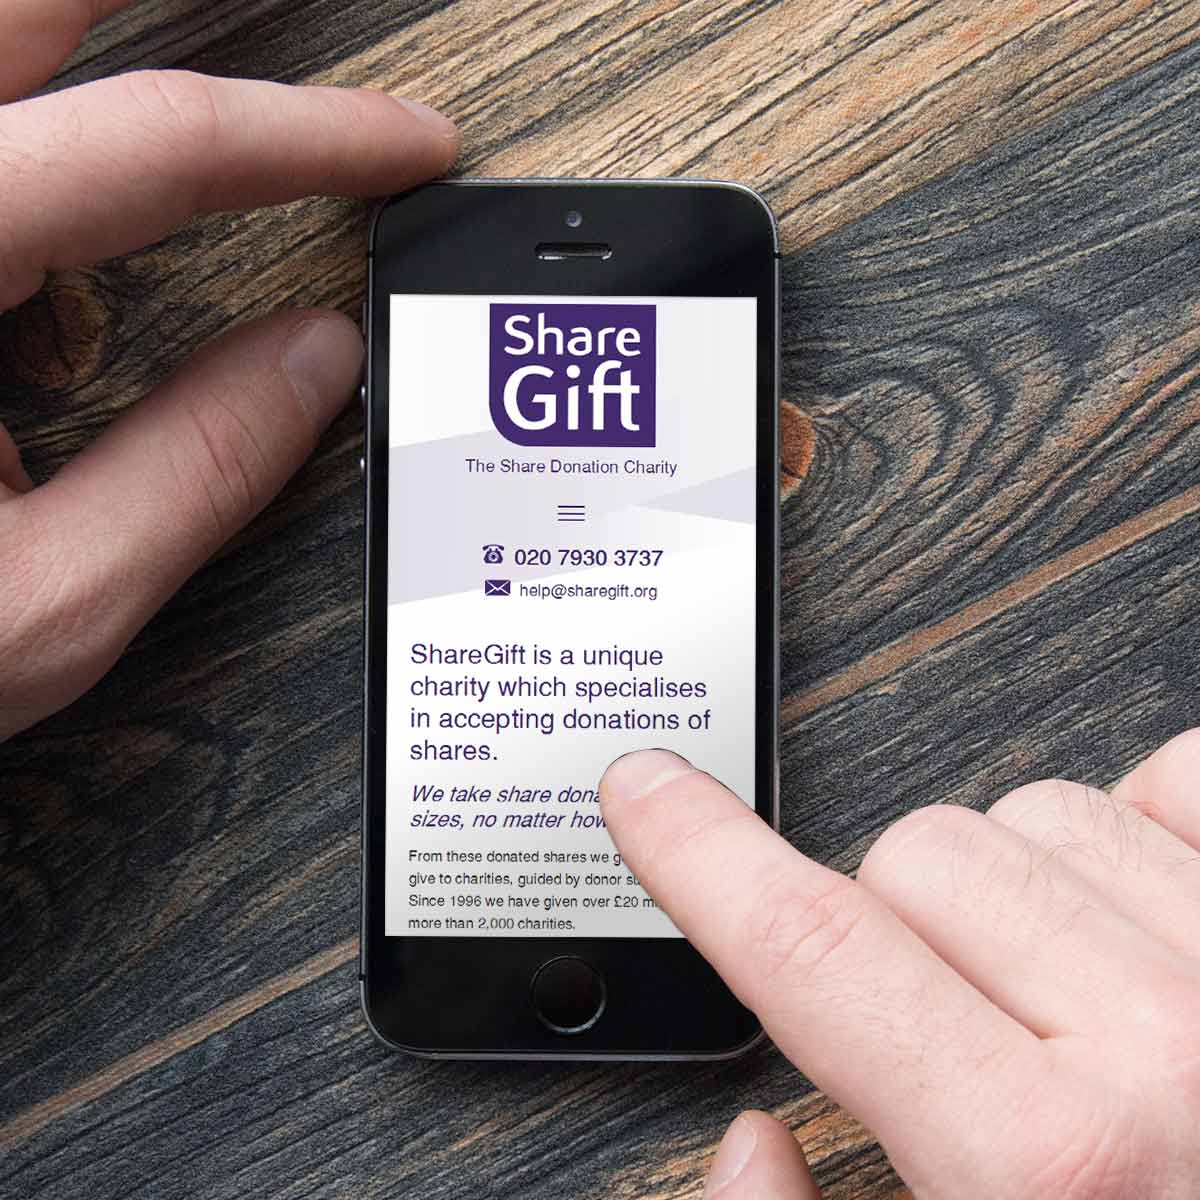 Share
Gift
The Share Donation Charity
020 7930 3737
help@sharegift.org
ShareGift is a unique
charity which specialises
in accepting donations of
shares.
We take share
sizes, no matter how
From these donated shares we
give to charities, guided by donor
Since 1996 we have given over £20
more than 2,000 charities.